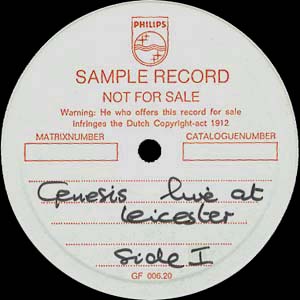 PHILIPS
SAMPLE RECORD
NOT FOR SALE
Warning: He who offers this record for sale
infringes the Dutch Copyright-act 1912
MATRIXNUMBER CATALOGUENUMBER
Genesis live at
leicester
Side I
GF 006.20